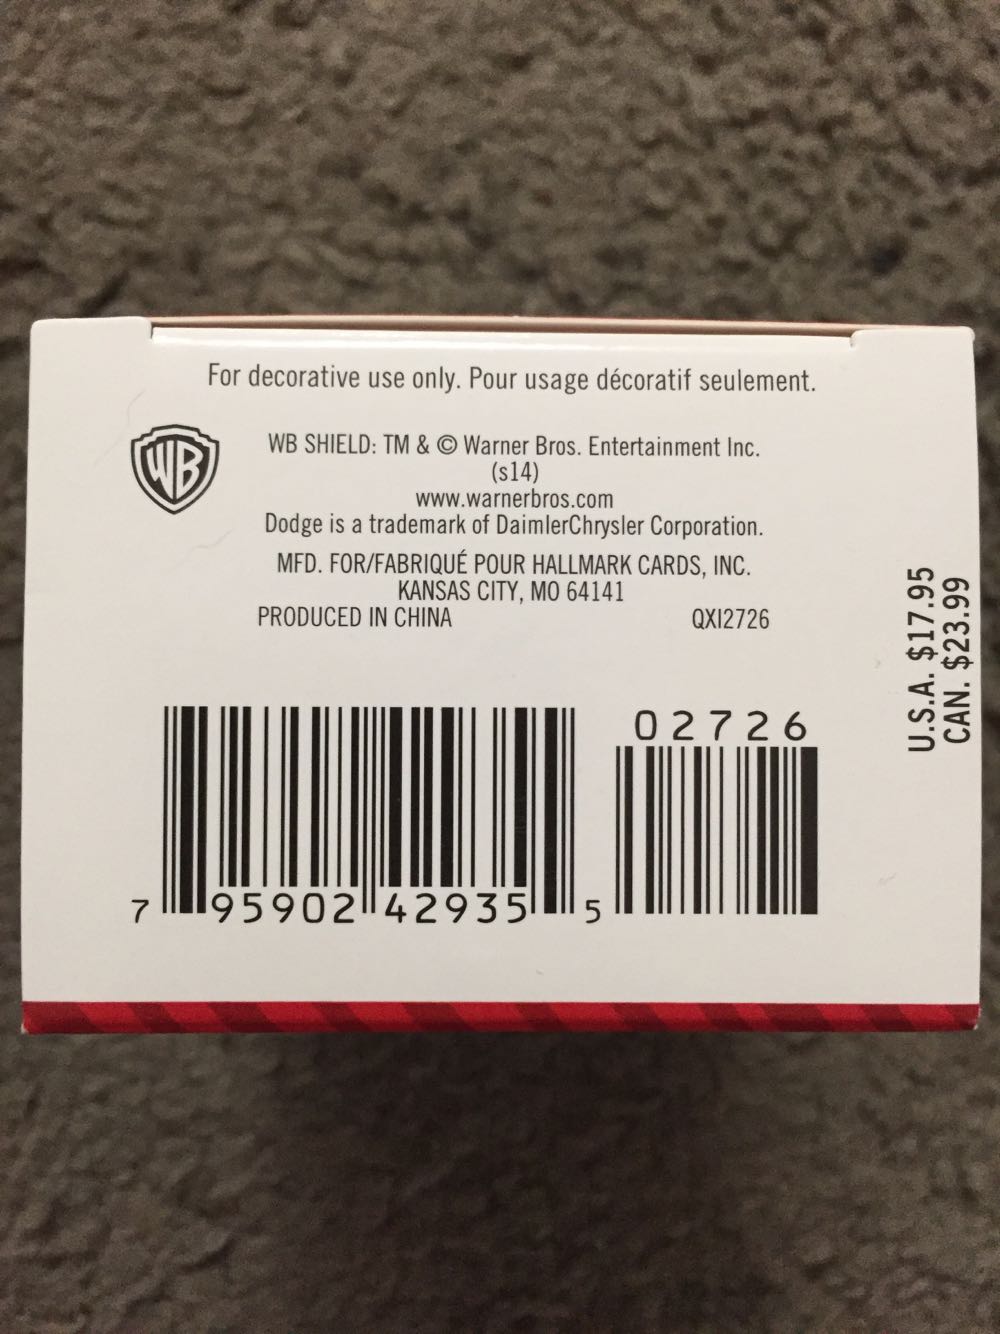 For decorative use only. Pour usage décoratif seulement.
WB
WB SHIELD: TM & © Warner Bros. Entertainment Inc.
(s14)
www.warnerbros.com
Dodge is a trademark of DaimlerChrysler Corporation.
MFD. FOR/FABRIQUÉ POUR HALLMARK CARDS, INC.
KANSAS CITY, MO 64141
PRODUCED IN CHINA QXI2726
U.S.A. $17.95
CAN. $23.99
02726
7 95902 42935 5